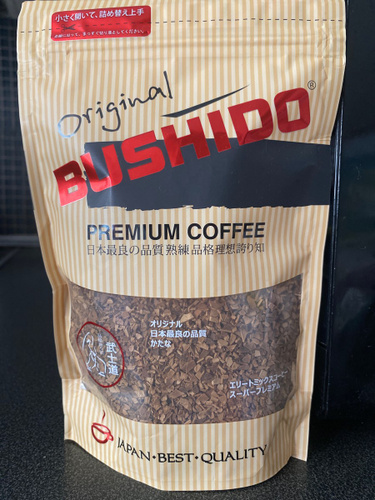 小さく開いて、詰め替え上手
Original
BUSHIDO®
PREMIUM COFFEE
日本最良の品質 熟練 品格理想誇り知
オリジナル
日本最良の品質
かたな
武士道
エリートミックスコーヒー
スーパープレミアム
JAPAN·BEST·QUALITY